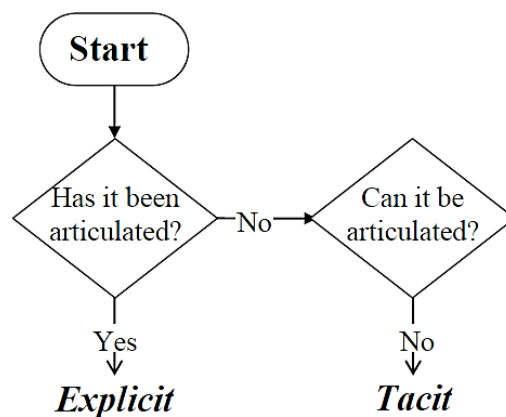 Start
Has it been
articulated?
No
Can it be
articulated?
Yes
No
Explicit
Tacit